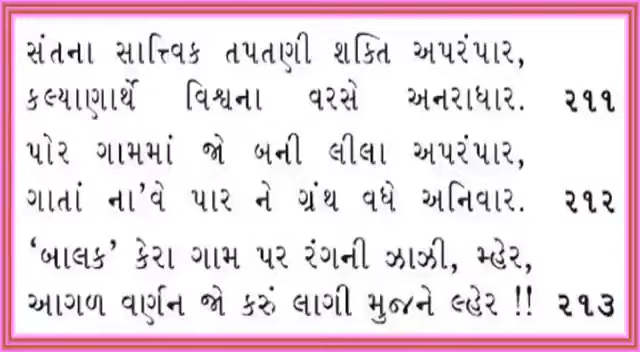 સંતના સાત્ત્વિક તપતણી શક્તિ અપરંપાર,
કલ્યાણાર્થે વિશ્વના વરસે અનરાધાર. ૨૧૧
પોર ગામમાં જો બની લીલા અપરંપાર,
ગાતાં ના’વે પાર ને ગ્રંથ વધે અનિવાર. ૨૧૨
‘બાલક’ કેરા ગામ પર રંગની ઝાઝી, મ્હેર,
આગળ વર્ણન જો કરું લાગી મુજને લ્હેર !! ૨૧૩